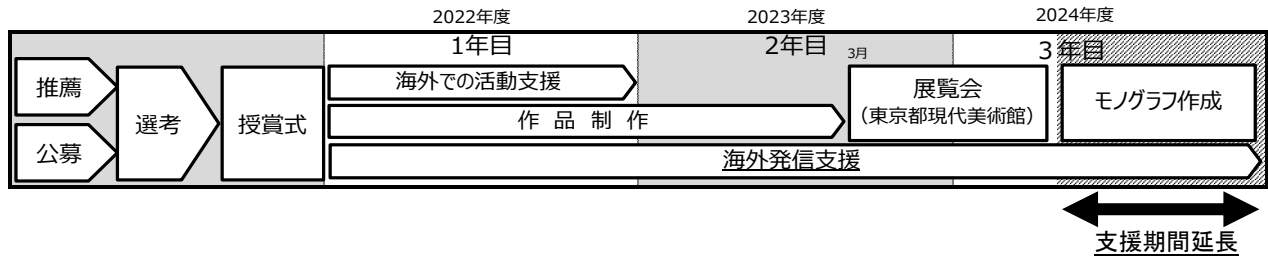 2022年度
2023年度
2024年度
1年目
2年目
3月
3年目
推薦
公募
選考
授賞式
海外での活動支援
作品制作
展覧会
(東京都現代美術館)
モノグラフ作成
海外発信支援
支援期間延長